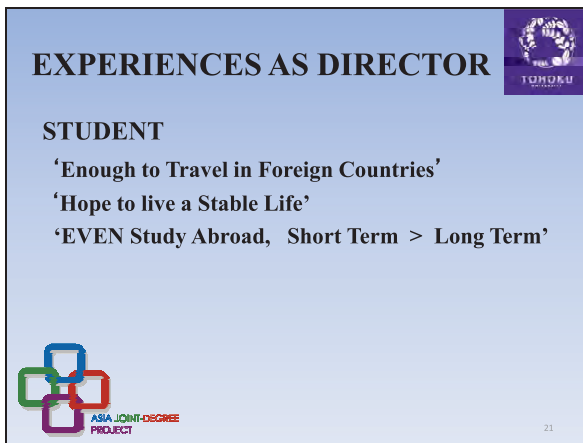 EXPERIENCES AS DIRECTOR
TOHOKU
UNIVERSITY
STUDENT
‘Enough to Travel in Foreign Countries’
‘Hope to live a Stable Life’
‘EVEN Study Abroad, Short Term > Long Term’
ASIA JOINT-DEGREE
PROJECT
21